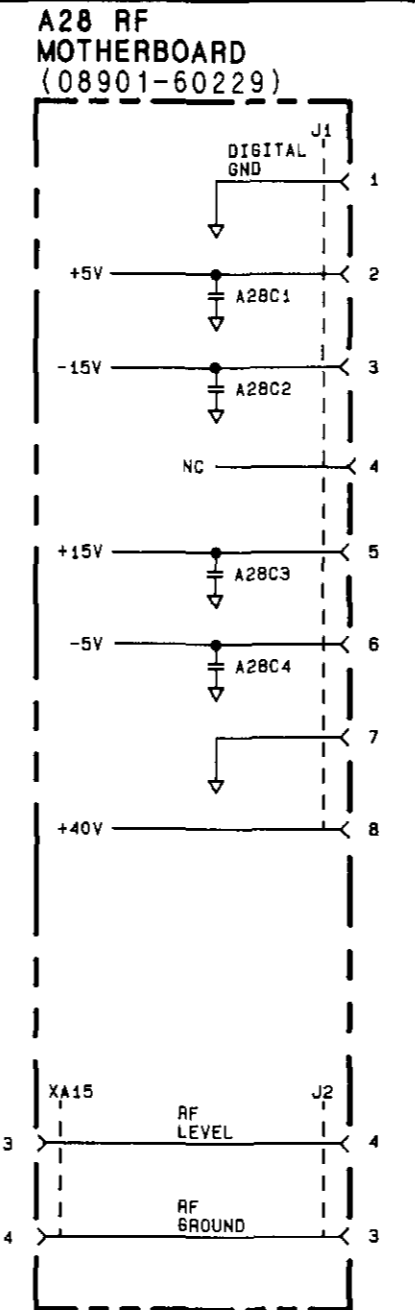 A28 RF
MOTHERBOARD
(08901-60229)
J1
DIGITAL
GND
1
+5V
2
A28C1
-15V
3
A28C2
NC
4
+15V
5
A28C3
-5V
6
A28C4
7
+40V
8
XA15
J2
RF
LEVEL
3
4
RF
GROUND
4
3